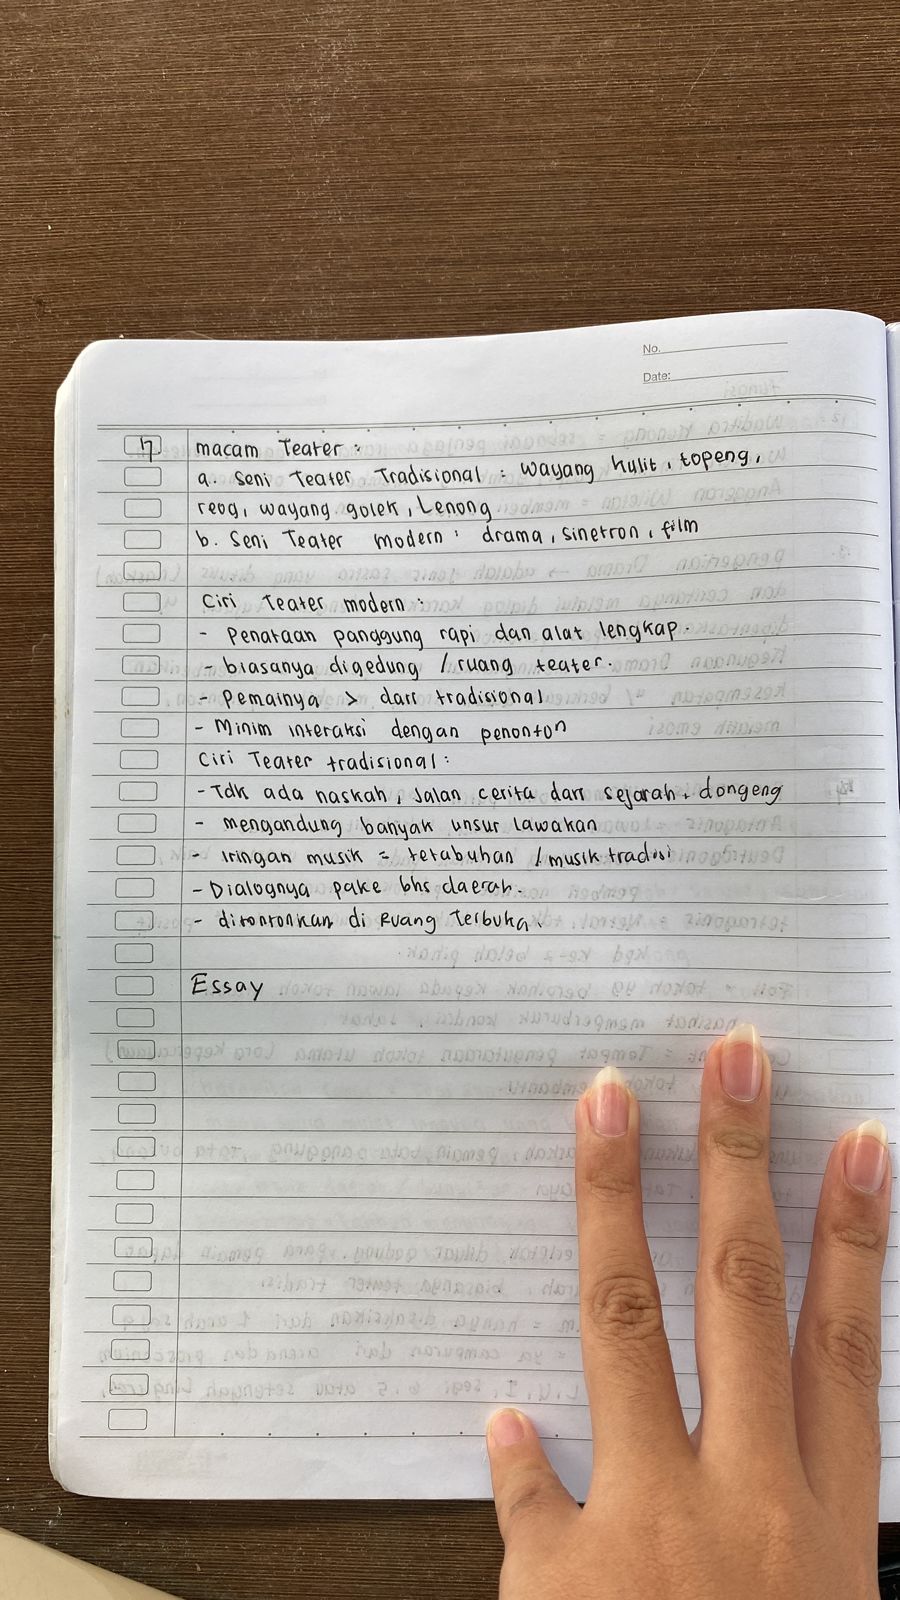 No.
Date:
17 macam Teater :
a. Seni Teater Tradisional : wayang kulit, topeng,
reog, wayang golek, Lenong
b. Seni Teater modern : drama, sinetron, film
Ciri Teater modern :
- Penataan panggung rapi dan alat lengkap.
- biasanya digedung / ruang teater.
- Pemainya > dari tradisional
- Minim interaksi dengan penonton
Ciri Teater tradisional :
- Tdk ada naskah, Jalan cerita dari sejarah, dongeng
- mengandung banyak unsur lawakan
- Iringan musik = tetabuhan / musik tradisi
- Dialognya pake bhs daerah.
- ditontonkan di Ruang Terbuka.
Essay